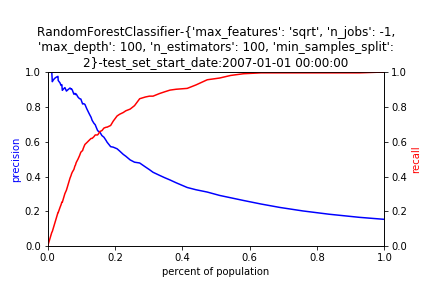 RandomForestClassifier-{'max_features': 'sqrt', 'n_jobs': -1,
'max_depth': 100, 'n_estimators': 100, 'min_samples_split':
2}-test_set_start_date:2007-01-01 00:00:00
1.0
1.0
0.8
0.8
0.6
0.6
precision
recall
0.4
0.4
0.2
0.2
0.0
0.0
0.0 0.2 0.4 0.6 0.8 1.0
percent of population